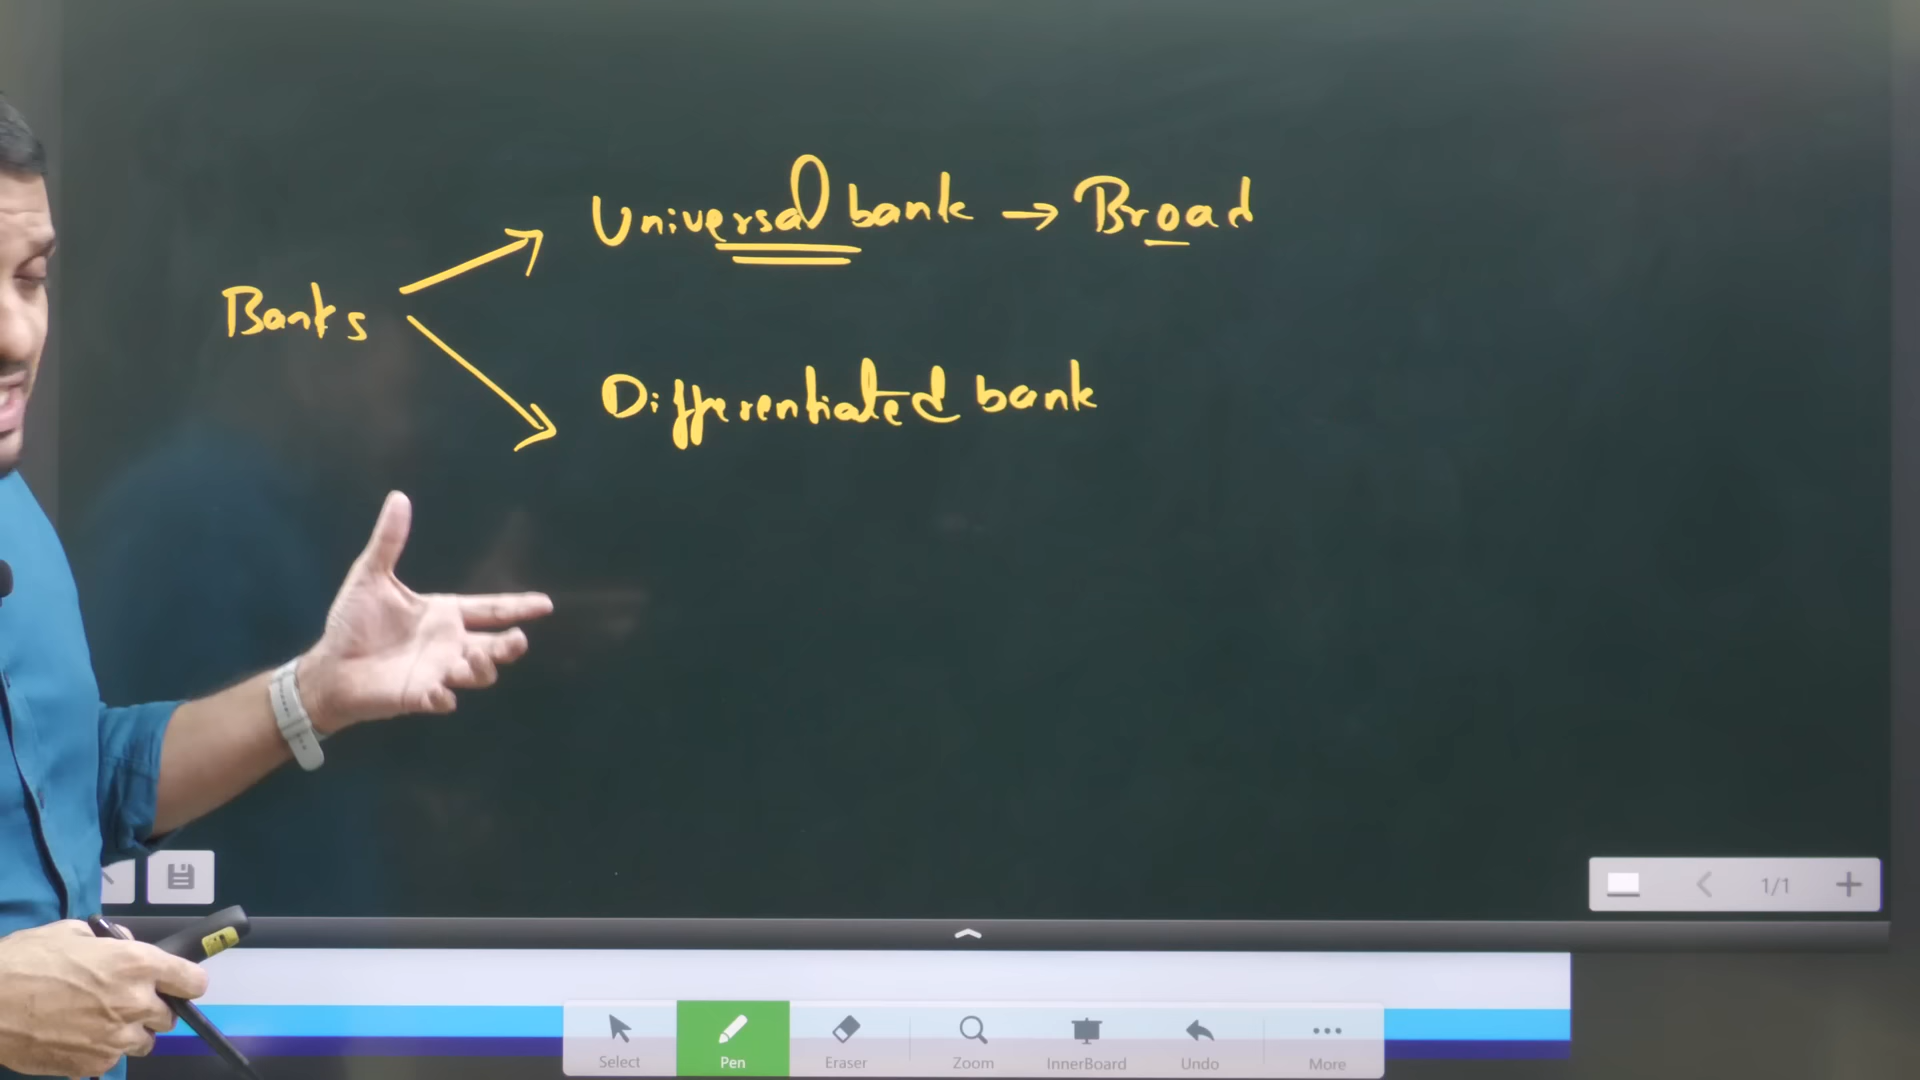 Universal bank → Broad
Banks
Differentiated bank
1/1
Select Pen Eraser Zoom InnerBoard Undo More